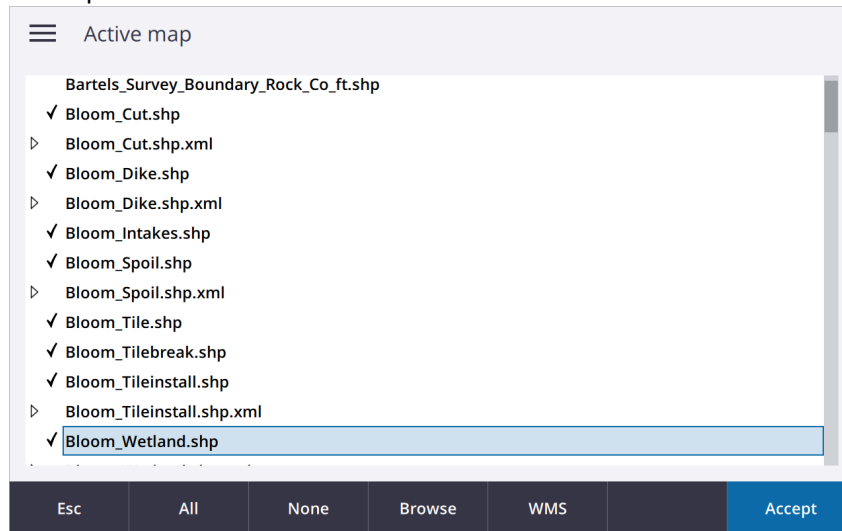 Active map
Bartels_Survey_Boundary_Rock_Co_ft.shp
Bloom_Cut.shp
Bloom_Cut.shp.xml
Bloom_Dike.shp
Bloom_Dike.shp.xml
Bloom_Intakes.shp
Bloom_Spoil.shp
Bloom_Spoil.shp.xml
Bloom_Tile.shp
Bloom_Tilebreak.shp
Bloom_Tileinstall.shp
Bloom_Tileinstall.shp.xml
Bloom_Wetland.shp
Esc All None Browse WMS Accept